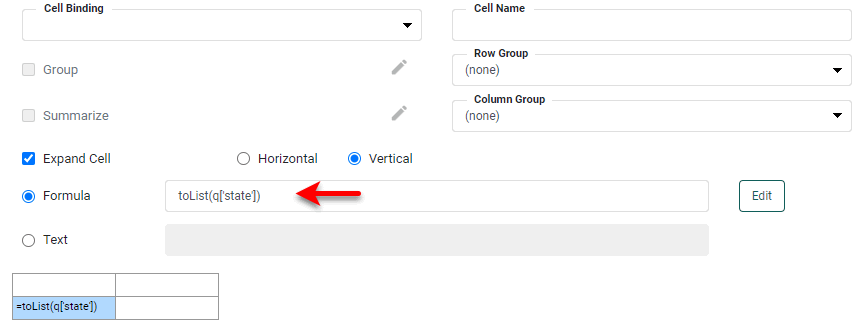 Cell Binding
Cell Name
Group
Row Group
(none)
Summarize
Column Group
(none)
Expand Cell Horizontal Vertical
Formula toList(q['state']) Edit
Text
=toList(q['state'])